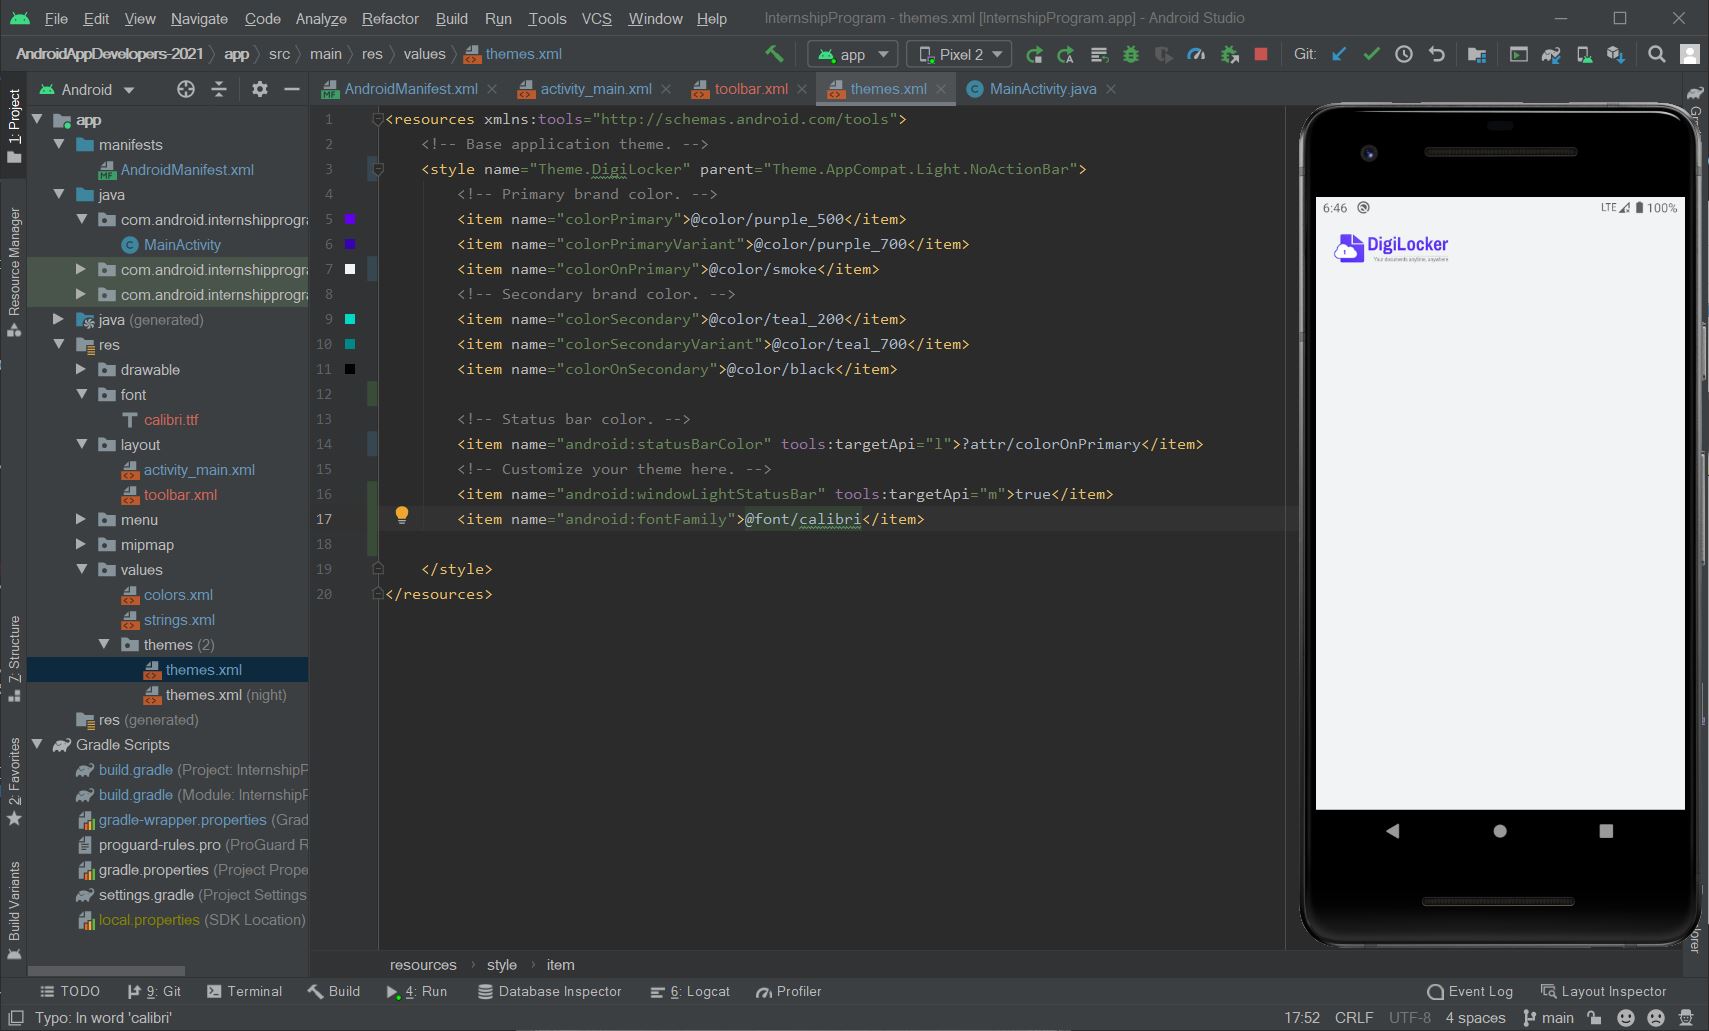 File Edit View Navigate Code Analyze Refactor Build Run Tools VCS Window Help InternshipProgram - themes.xml [InternshipProgram.app] - Android Studio
AndroidAppDevelopers-2021 app src main res values themes.xml app Pixel 2 Git:
Android AndroidManifest.xml activity_main.xml toolbar.xml themes.xml MainActivity.java
1: Project
Resource Manager
7: Structure
2: Favorites
Build Variants
app
manifests
AndroidManifest.xml
java
com.android.internshipprogra
MainActivity
com.android.internshipprogra
com.android.internshipprogra
java (generated)
res
drawable
font
calibri.ttf
layout
activity_main.xml
toolbar.xml
menu
mipmap
values
colors.xml
strings.xml
themes (2)
themes.xml
themes.xml (night)
res (generated)
Gradle Scripts
build.gradle (Project: InternshipP
build.gradle (Module: InternshipP
gradle-wrapper.properties (Grad
proguard-rules.pro (ProGuard R
gradle.properties (Project Prope
settings.gradle (Project Settings
local.properties (SDK Location)
1 <resources xmlns:tools="http://schemas.android.com/tools">
2 <!-- Base application theme. -->
3 <style name="Theme.DigiLocker" parent="Theme.AppCompat.Light.NoActionBar">
4 <!-- Primary brand color. -->
5 <item name="colorPrimary">@color/purple_500</item>
6 <item name="colorPrimaryVariant">@color/purple_700</item>
7 <item name="colorOnPrimary">@color/smoke</item>
8 <!-- Secondary brand color. -->
9 <item name="colorSecondary">@color/teal_200</item>
10 <item name="colorSecondaryVariant">@color/teal_700</item>
11 <item name="colorOnSecondary">@color/black</item>
12
13 <!-- Status bar color. -->
14 <item name="android:statusBarColor" tools:targetApi="l">?attr/colorOnPrimary</item>
15 <!-- Customize your theme here. -->
16 <item name="android:windowLightStatusBar" tools:targetApi="m">true</item>
17 <item name="android:fontFamily">@font/calibri</item>
18
19 </style>
20 </resources>
6:46 LTE 100%
DigiLocker
Your documents anytime, anywhere
resources style item
TODO 9: Git Terminal Build 4: Run Database Inspector 6: Logcat Profiler Event Log Layout Inspector
Typo: In word 'calibri' 17:52 CRLF UTF-8 4 spaces main